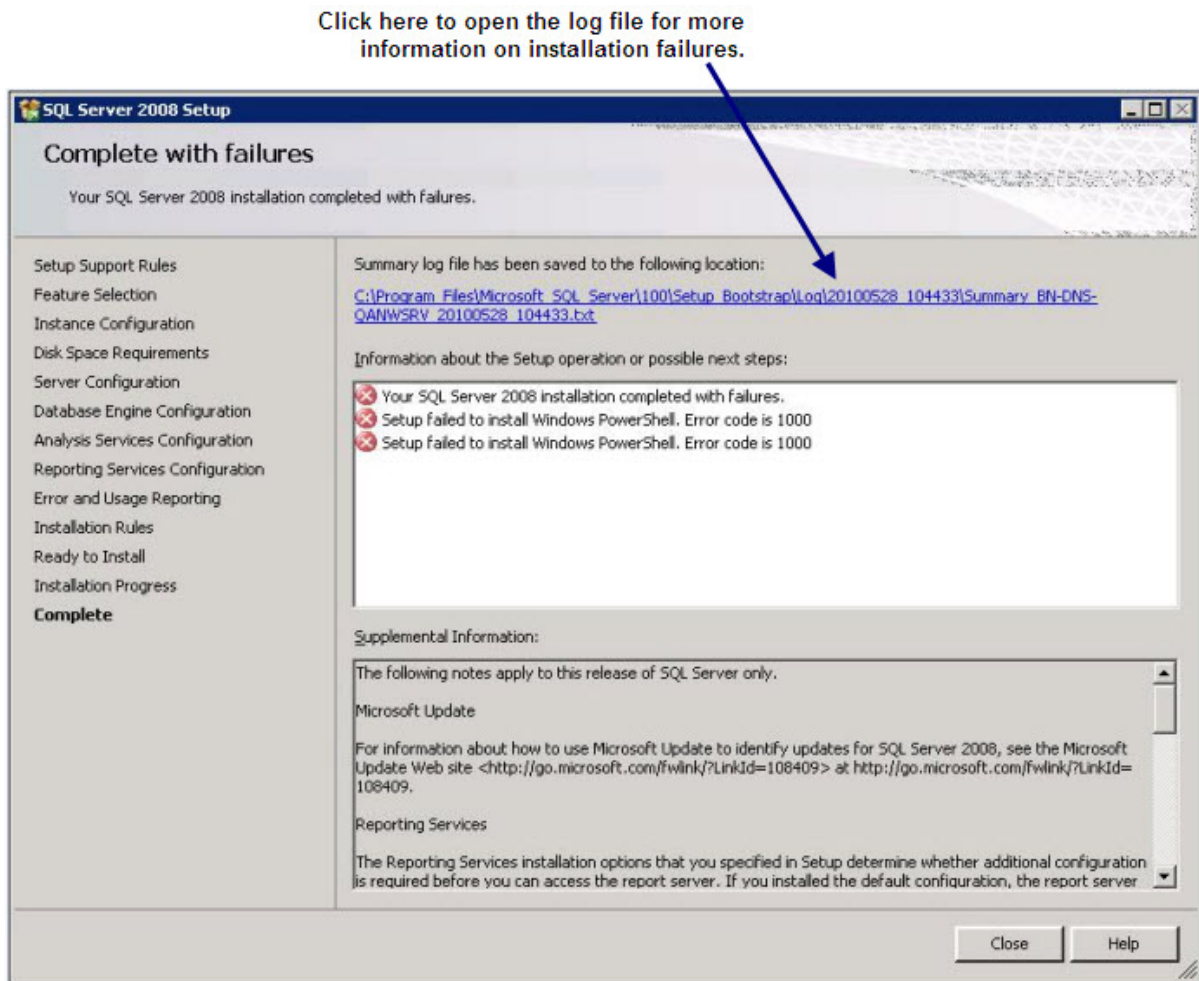 Click here to open the log file for more
information on installation failures.
SQL Server 2008 Setup
Complete with failures
Your SQL Server 2008 installation completed with failures.
Setup Support Rules
Feature Selection
Instance Configuration
Disk Space Requirements
Server Configuration
Database Engine Configuration
Analysis Services Configuration
Reporting Services Configuration
Error and Usage Reporting
Installation Rules
Ready to Install
Installation Progress
Complete
Summary log file has been saved to the following location:
C:\Program Files\Microsoft SQL Server\100\Setup Bootstrap\Log\20100528_104433\Summary_BN-DNS-
QANWSRV_20100528_104433.txt
Information about the Setup operation or possible next steps:
Your SQL Server 2008 installation completed with failures.
Setup failed to install Windows PowerShell. Error code is 1000
Setup failed to install Windows PowerShell. Error code is 1000
Supplemental Information:
The following notes apply to this release of SQL Server only.
Microsoft Update
For information about how to use Microsoft Update to identify updates for SQL Server 2008, see the Microsoft
Update Web site <http://go.microsoft.com/fwlink/?LinkId=108409> at http://go.microsoft.com/fwlink/?LinkId=
108409.
Reporting Services
The Reporting Services installation options that you specified in Setup determine whether additional configuration
is required before you can access the report server. If you installed the default configuration, the report server
Close
Help